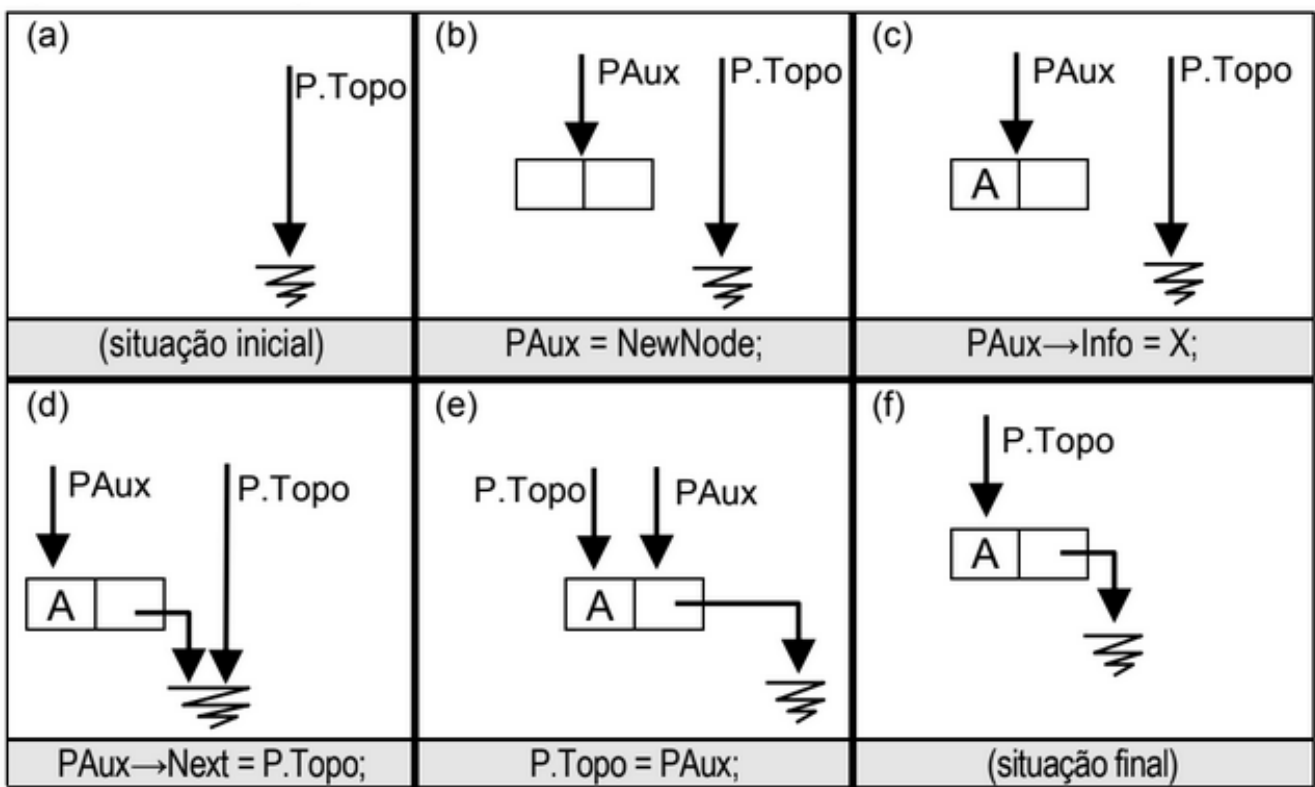 (a)
P.Topo
(situação inicial)
(b)
PAux
P.Topo
PAux = NewNode;
(c)
PAux
P.Topo
A
PAux→Info = X;
(d)
PAux
P.Topo
A
PAux→Next = P.Topo;
(e)
P.Topo
PAux
A
P.Topo = PAux;
(f)
P.Topo
A
(situação final)